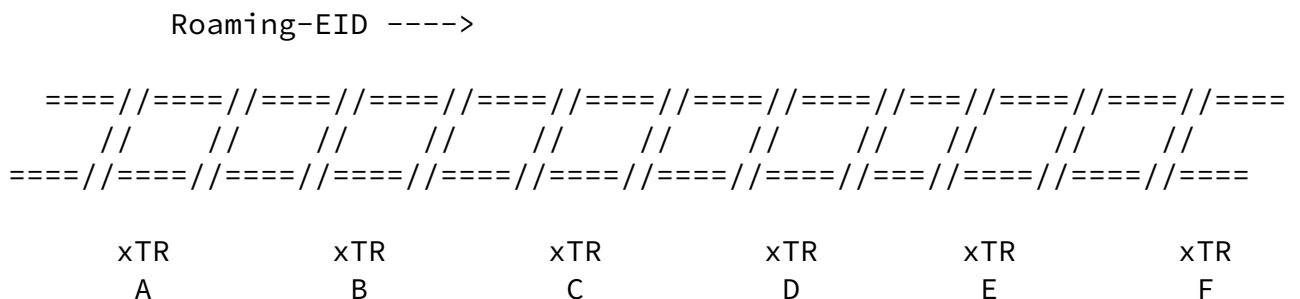 Roaming-EID ---->
====//====//====//====//====//====//====//====//===//====//====//====
// // // // // // // // // // //
====//====//====//====//====//====//====//====//===//====//====//====
xTR xTR xTR xTR xTR xTR
A B C D E F